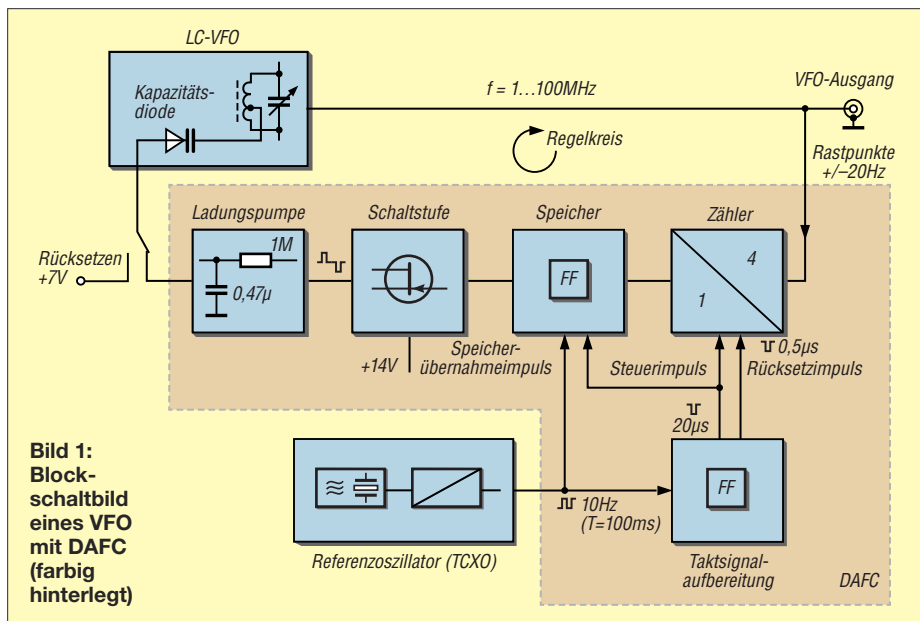 LC-VFO
Kapazitäts-
diode
f = 1...100MHz
VFO-Ausgang
Regelkreis
Rastpunkte
+/–20Hz
Ladungspumpe
Schaltstufe
Speicher
Zähler
Rücksetzen
+7V
1M
0,47µ
FF
4
1
+14V
Speicher-
übernahmeimpuls
Steuerimpuls
0,5µs
Rücksetzimpuls
20µs
10Hz
(T=100ms)
FF
Referenzoszillator (TCXO)
Taktsignal-
aufbereitung
DAFC
Bild 1:
Block-
schaltbild
eines VFO
mit DAFC
(farbig
hinterlegt)